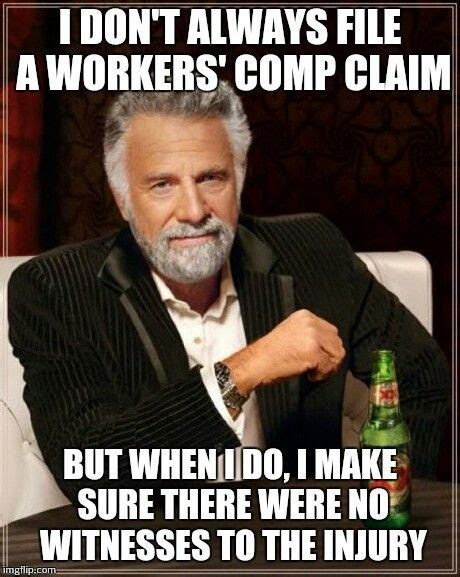 I DON'T ALWAYS FILE
A WORKERS' COMP CLAIM
XX
BUT WHEN I DO, I MAKE
SURE THERE WERE NO
WITNESSES TO THE INJURY
imgflip.com